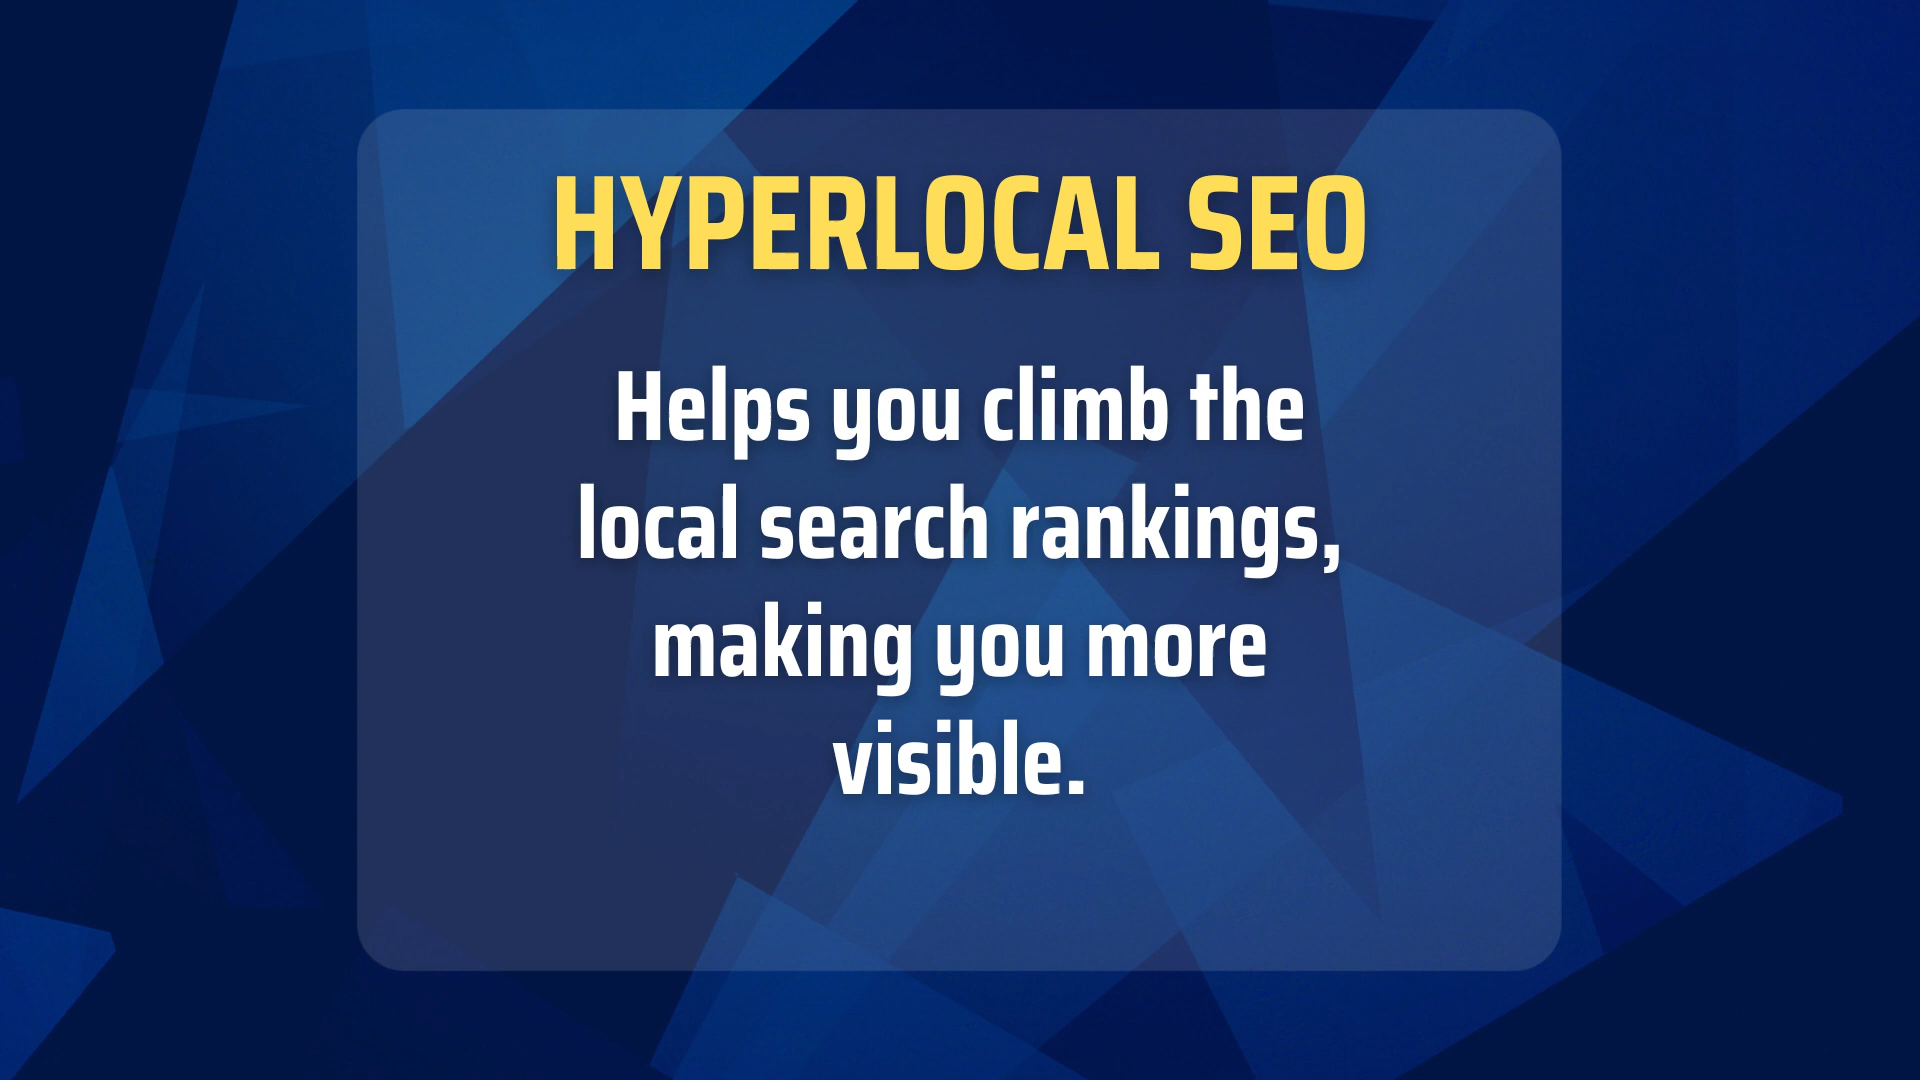 HYPERLOCAL SEO
Helps you climb the
local search rankings,
making you more
visible.